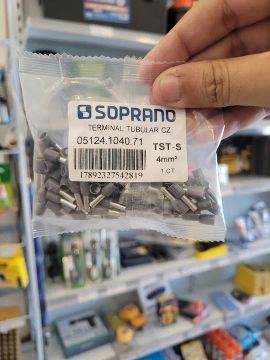 SOPRANO
TERMINAL TUBULAR CZ
05124.1040.71
TST-S
4mm²
1 CT
17892327542819